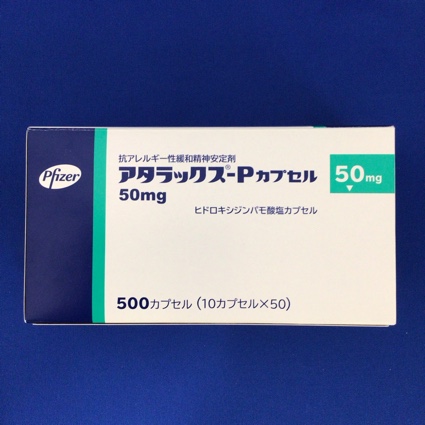 抗アレルギー性緩和精神安定剤
Pfizer
アタラックス®-Pカプセル
50mg
50mg
ヒドロキシジンパモ酸塩カプセル
500カプセル (10カプセル×50)